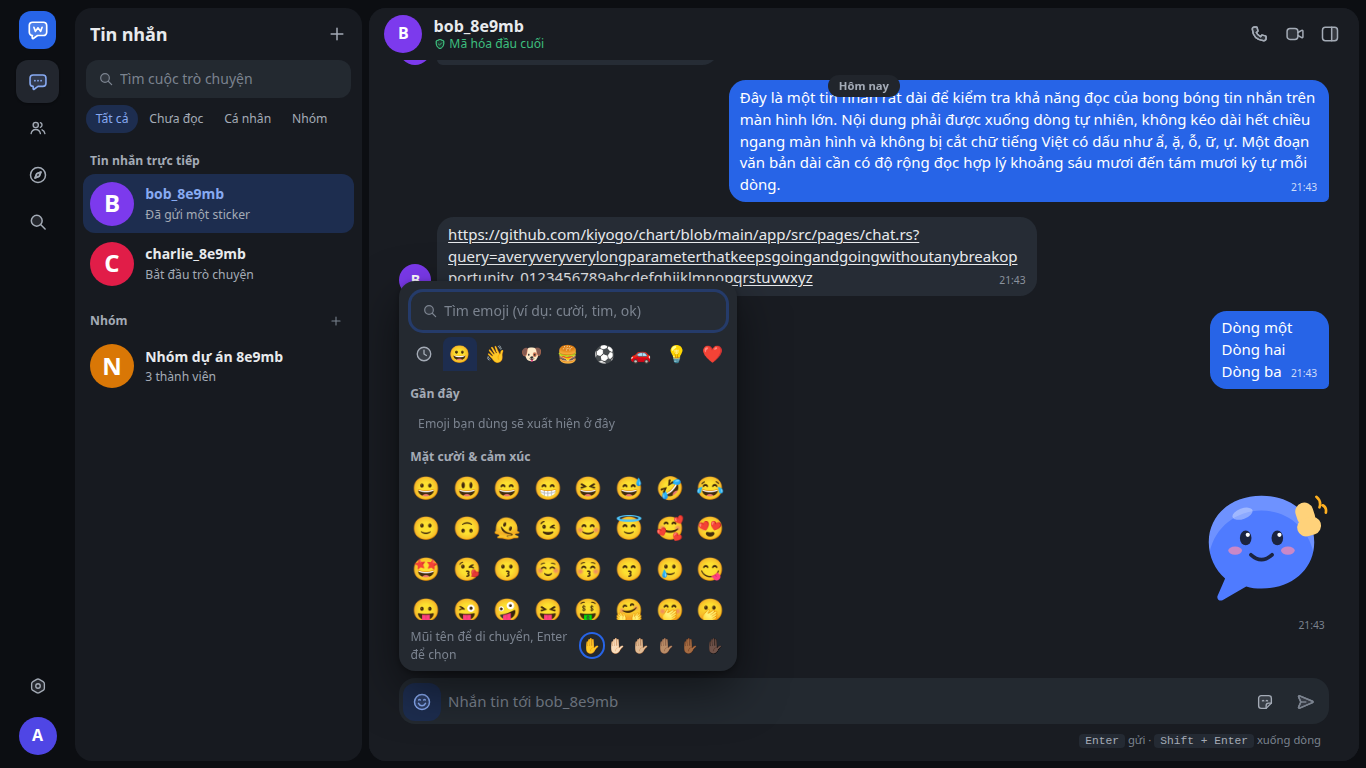 Tin nhắn
Tìm cuộc trò chuyện
Tất cả
Chưa đọc
Cá nhân
Nhóm
Tin nhắn trực tiếp
B
bob_8e9mb
Đã gửi một sticker
C
charlie_8e9mb
Bắt đầu trò chuyện
Nhóm
N
Nhóm dự án 8e9mb
3 thành viên
A
B
bob_8e9mb
Mã hóa đầu cuối
Hôm nay
Đây là một tin nhắn rất dài để kiểm tra khả năng đọc của bong bóng tin nhắn trên
màn hình lớn. Nội dung phải được xuống dòng tự nhiên, không kéo dài hết chiều
ngang màn hình và không bị cắt chữ tiếng Việt có dấu như ẩ, ặ, ỗ, ữ, ự. Một đoạn
văn bản dài cần có độ rộng đọc hợp lý khoảng sáu mươi đến tám mươi ký tự mỗi
dòng.
21:43
https://github.com/kiyogo/chart/blob/main/app/src/pages/chat.rs?
query=averyveryverylongparameterthatkeepsgoingandgoingwithoutanybreakop
portunity_0123456789abcdefghijklmnopqrstuvwxyz
21:43
B
Dòng một
Dòng hai
Dòng ba 21:43
21:43
Tìm emoji (ví dụ: cười, tim, ok)
Gần đây
Emoji bạn dùng sẽ xuất hiện ở đây
Mặt cười & cảm xúc
Mũi tên để di chuyển, Enter
để chọn
Nhắn tin tới bob_8e9mb
Enter gửi · Shift + Enter xuống dòng